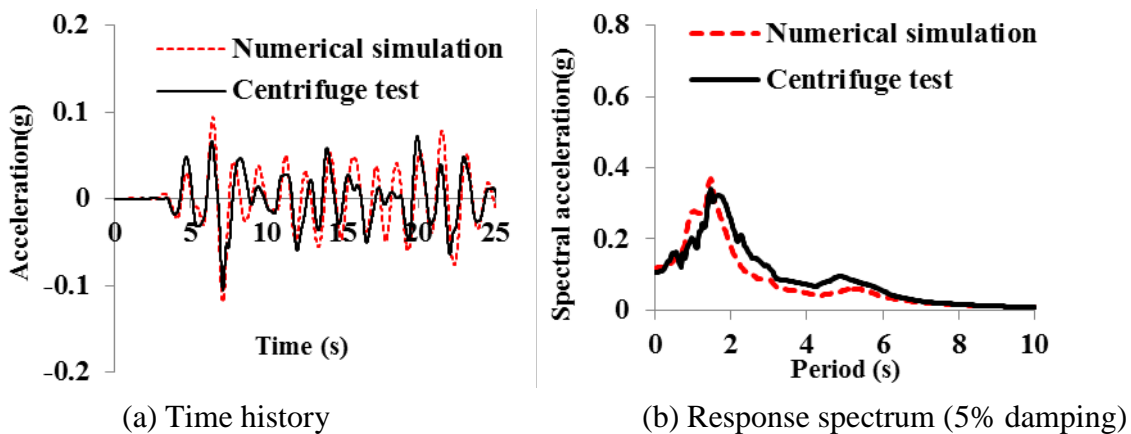 0.2
0.1
0
-0.1
-0.2
Acceleration(g)
Numerical simulation
Centrifuge test
0 5 10 15 20 25
Time (s)
(a) Time history
0.8
0.6
0.4
0.2
0
Spectral acceleration(g)
Numerical simulation
Centrifuge test
0 2 4 6 8 10
Period (s)
(b) Response spectrum (5% damping)